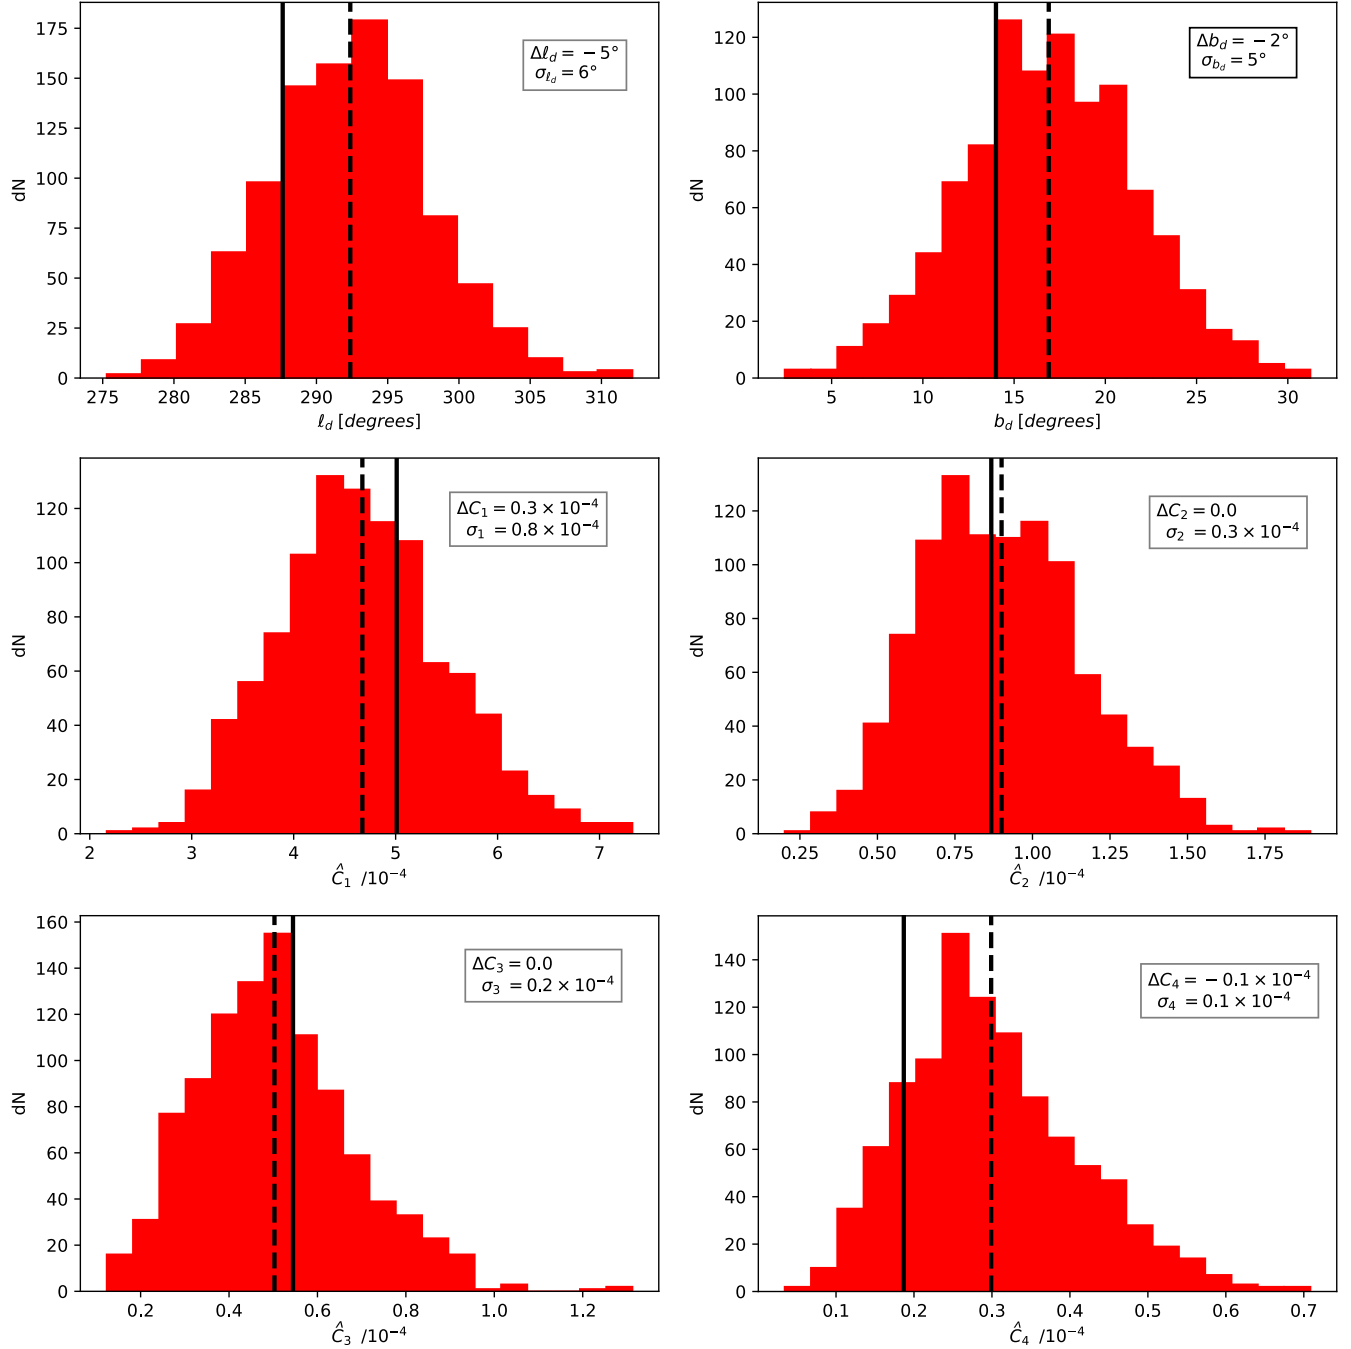 dN
175
150
125
100
75
50
25
0
275 280 285 290 295 300 305 310
ℓ_d [degrees]
Δℓ_d = −5°
σ_ℓ_d = 6°
dN
120
100
80
60
40
20
0
5 10 15 20 25 30
b_d [degrees]
Δb_d = −2°
σ_b_d = 5°
dN
120
100
80
60
40
20
0
2 3 4 5 6 7
Ĉ_1 /10⁻⁴
ΔC_1 = 0.3 × 10⁻⁴
σ_1 = 0.8 × 10⁻⁴
dN
140
120
100
80
60
40
20
0
0.25 0.50 0.75 1.00 1.25 1.50 1.75
Ĉ_2 /10⁻⁴
ΔC_2 = 0.0
σ_2 = 0.3 × 10⁻⁴
dN
160
140
120
100
80
60
40
20
0
0.2 0.4 0.6 0.8 1.0 1.2
Ĉ_3 /10⁻⁴
ΔC_3 = 0.0
σ_3 = 0.2 × 10⁻⁴
dN
140
120
100
80
60
40
20
0
0.1 0.2 0.3 0.4 0.5 0.6 0.7
Ĉ_4 /10⁻⁴
ΔC_4 = −0.1 × 10⁻⁴
σ_4 = 0.1 × 10⁻⁴